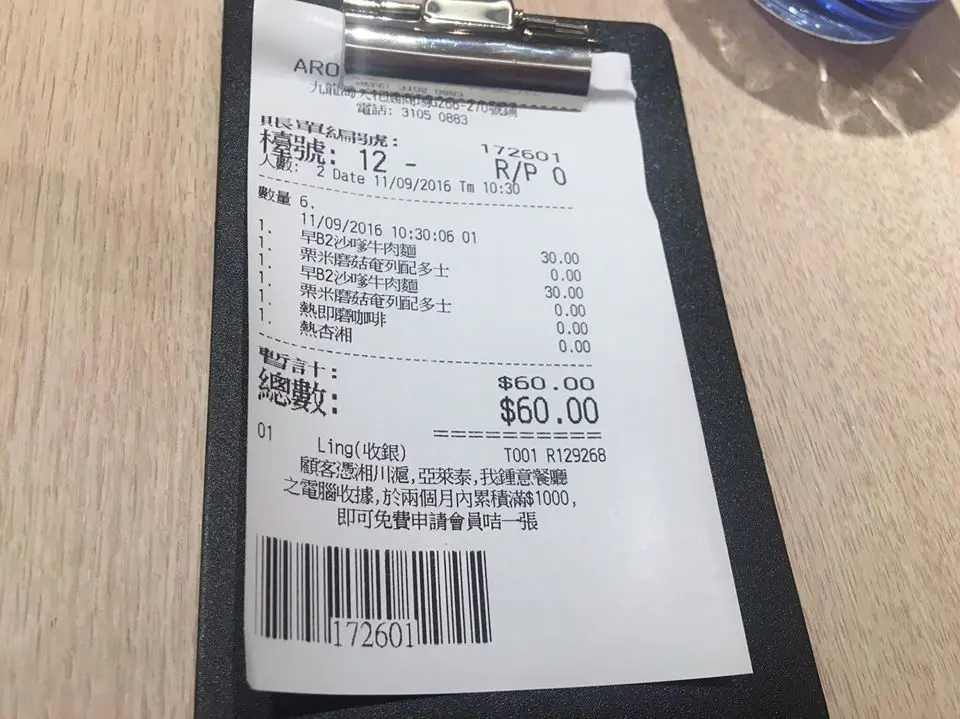 ARO
電話: 3105 0883
賬單編號: 172601
檯號: 12 - R/P 0
人數: 2 Date 11/09/2016 Tm 10:30
數量 6.
11/09/2016 10:30:06 01
1. 早B2沙嗲牛肉麵 30.00
1. 栗米磨菇奄列配多士 0.00
1. 早B2沙嗲牛肉麵 30.00
1. 栗米磨菇奄列配多士 0.00
1. 熱即磨咖啡 0.00
1. 熱杏湘 0.00
暫計: $60.00
總數: $60.00
01 Ling(收銀) T001 R129268
顧客憑湘川滬,亞萊泰,我鍾意餐廳
之電腦收據,於兩個月內累積滿$1000,
即可免費申請會員咭一張
172601